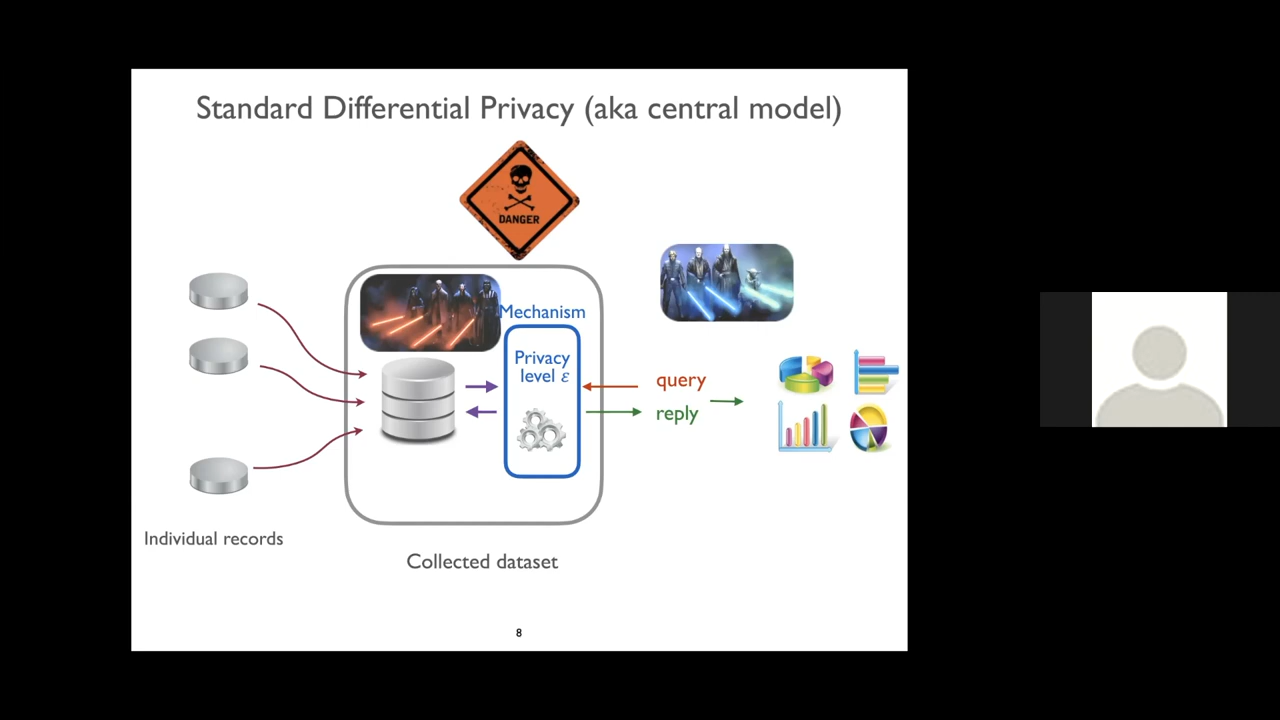 Standard Differential Privacy (aka central model)
DANGER
Mechanism
Privacy
level ε
query
reply
Individual records
Collected dataset
8